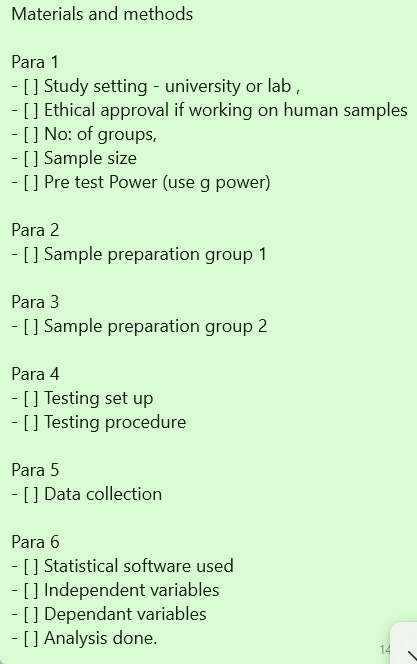 Materials and methods
Para 1
- [ ] Study setting - university or lab ,
- [ ] Ethical approval if working on human samples
- [ ] No: of groups,
- [ ] Sample size
- [ ] Pre test Power (use g power)
Para 2
- [ ] Sample preparation group 1
Para 3
- [ ] Sample preparation group 2
Para 4
- [ ] Testing set up
- [ ] Testing procedure
Para 5
- [ ] Data collection
Para 6
- [ ] Statistical software used
- [ ] Independent variables
- [ ] Dependant variables
- [ ] Analysis done.